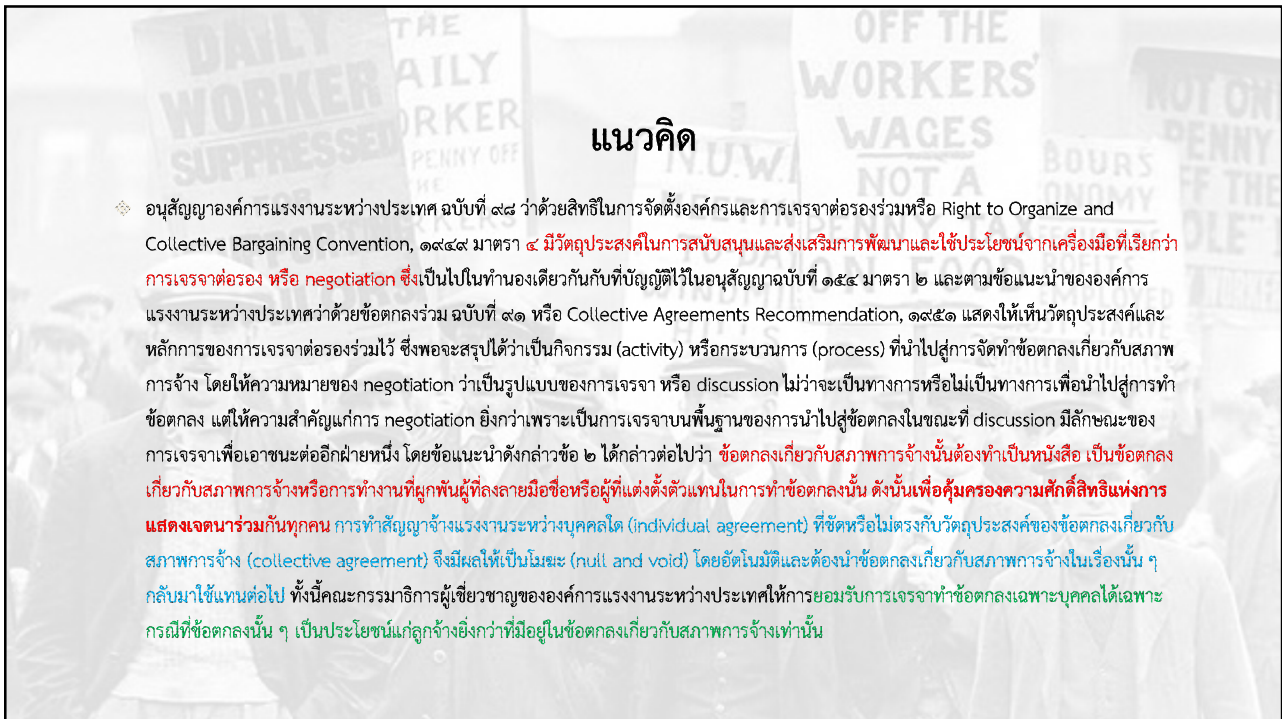 DAILY WORKER SUPPRESSED
THE DAILY WORKER
PENNY OFF
THE
N.U.W.
OFF THE WORKERS' WAGES NOT A PENNY
BOURS
NOT ON PENNY OFF THE DOLE
แนวคิด
อนุสัญญาองค์การแรงงานระหว่างประเทศ ฉบับที่ ๙๘ ว่าด้วยสิทธิในการจัดตั้งองค์กรและการเจรจาต่อรองร่วมหรือ Right to Organize and
Collective Bargaining Convention, ๑๙๔๙ มาตรา ๔ มีวัตถุประสงค์ในการสนับสนุนและส่งเสริมการพัฒนาและใช้ประโยชน์จากเครื่องมือที่เรียกว่า
การเจรจาต่อรอง หรือ negotiation ซึ่งเป็นไปในทำนองเดียวกันกับที่บัญญัติไว้ในอนุสัญญาฉบับที่ ๑๕๔ มาตรา ๒ และตามข้อแนะนำขององค์การ
แรงงานระหว่างประเทศว่าด้วยข้อตกลงร่วม ฉบับที่ ๙๑ หรือ Collective Agreements Recommendation, ๑๙๕๑ แสดงให้เห็นวัตถุประสงค์และ
หลักการของการเจรจาต่อรองร่วมไว้ ซึ่งพอจะสรุปได้ว่าเป็นกิจกรรม (activity) หรือกระบวนการ (process) ที่นำไปสู่การจัดทำข้อตกลงเกี่ยวกับสภาพ
การจ้าง โดยให้ความหมายของ negotiation ว่าเป็นรูปแบบของการเจรจา หรือ discussion ไม่ว่าจะเป็นทางการหรือไม่เป็นทางการเพื่อนำไปสู่การทำ
ข้อตกลง แต่ให้ความสำคัญแก่การ negotiation ยิ่งกว่าเพราะเป็นการเจรจาบนพื้นฐานของการนำไปสู่ข้อตกลงในขณะที่ discussion มีลักษณะของ
การเจรจาเพื่อเอาชนะต่ออีกฝ่ายหนึ่ง โดยข้อแนะนำดังกล่าวข้อ ๒ ได้กล่าวต่อไปว่า ข้อตกลงเกี่ยวกับสภาพการจ้างนั้นต้องทำเป็นหนังสือ เป็นข้อตกลง
เกี่ยวกับสภาพการจ้างหรือการทำงานที่ผูกพันผู้ที่ลงลายมือชื่อหรือผู้ที่แต่งตั้งตัวแทนในการทำข้อตกลงนั้น ดังนั้นเพื่อคุ้มครองความศักดิ์สิทธิแห่งการ
แสดงเจตนาร่วมกันทุกคน การทำสัญญาจ้างแรงงานระหว่างบุคคลใด (individual agreement) ที่ขัดหรือไม่ตรงกับวัตถุประสงค์ของข้อตกลงเกี่ยวกับ
สภาพการจ้าง (collective agreement) จึงมีผลให้เป็นโมฆะ (null and void) โดยอัตโนมัติและต้องนำข้อตกลงเกี่ยวกับสภาพการจ้างในเรื่องนั้น ๆ
กลับมาใช้แทนต่อไป ทั้งนี้คณะกรรมาธิการผู้เชี่ยวชาญขององค์การแรงงานระหว่างประเทศให้การยอมรับการเจรจาทำข้อตกลงเฉพาะบุคคลได้เฉพาะ
กรณีที่ข้อตกลงนั้น ๆ เป็นประโยชน์แก่ลูกจ้างยิ่งกว่าที่มีอยู่ในข้อตกลงเกี่ยวกับสภาพการจ้างเท่านั้น